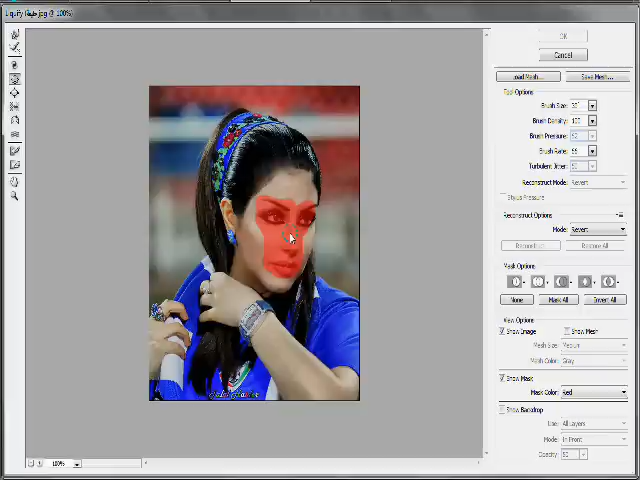 Cancel
Load Mesh...
Save Mesh...
Tool Options
Brush Size:
Brush Density: 100
Brush Pressure:
Brush Rate: 66
Turbulent Jitter:
Reconstruct Mode: Revert
Stylus Pressure
Reconstruct Options
Mode: Revert
Reconstruct
Restore All
Mask Options
None
Mask All
Invert All
View Options
Show Image
Show Mesh
Mesh Size: Medium
Mesh Color: Gray
Show Mask
Mask Color: Red
Show Backdrop
Use: All Layers
Mode: In Front
Opacity: 50
OK
100%